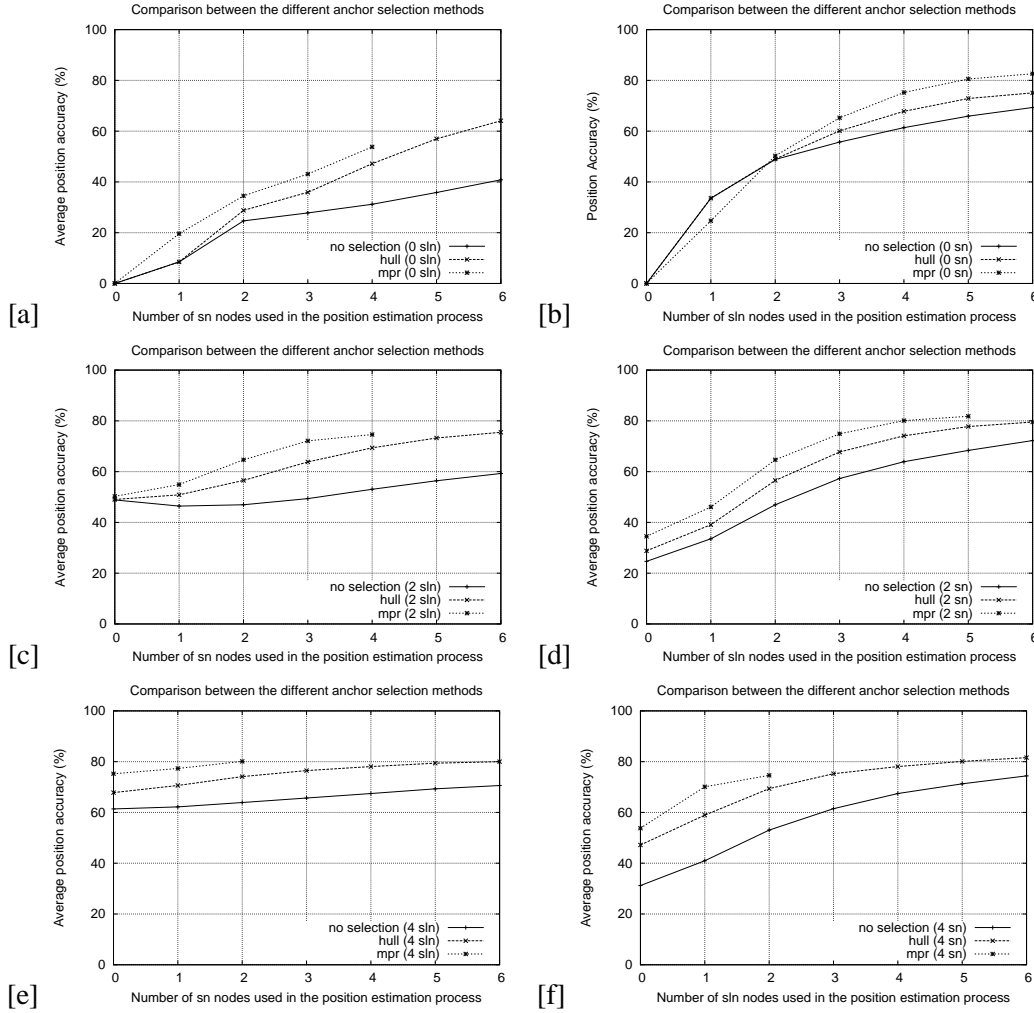 Comparison between the different anchor selection methods
Average position accuracy (%)
100
80
60
40
20
0
no selection (0 sln)
hull (0 sln)
mpr (0 sln)
0 1 2 3 4 5 6
Number of sn nodes used in the position estimation process
[a]
Comparison between the different anchor selection methods
Position Accuracy (%)
100
80
60
40
20
0
no selection (0 sn)
hull (0 sn)
mpr (0 sn)
0 1 2 3 4 5 6
Number of sln nodes used in the position estimation process
[b]
Comparison between the different anchor selection methods
Average position accuracy (%)
100
80
60
40
20
0
no selection (2 sln)
hull (2 sln)
mpr (2 sln)
0 1 2 3 4 5 6
Number of sn nodes used in the position estimation process
[c]
Comparison between the different anchor selection methods
Average position accuracy (%)
100
80
60
40
20
0
no selection (2 sn)
hull (2 sn)
mpr (2 sn)
0 1 2 3 4 5 6
Number of sln nodes used in the position estimation process
[d]
Comparison between the different anchor selection methods
Average position accuracy (%)
100
80
60
40
20
0
no selection (4 sln)
hull (4 sln)
mpr (4 sln)
0 1 2 3 4 5 6
Number of sn nodes used in the position estimation process
[e]
Comparison between the different anchor selection methods
Average position accuracy (%)
100
80
60
40
20
0
no selection (4 sn)
hull (4 sn)
mpr (4 sn)
0 1 2 3 4 5 6
Number of sln nodes used in the position estimation process
[f]